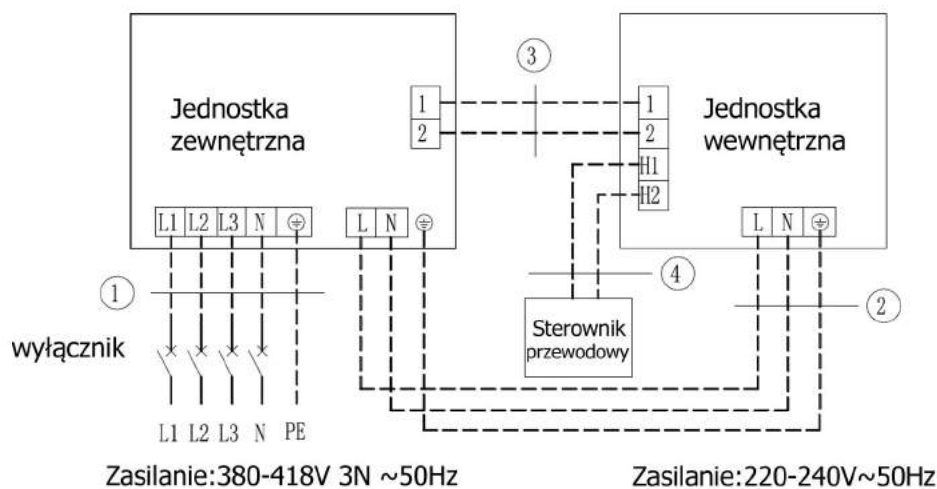 3
Jednostka
zewnętrzna
1
2
1
2
H1
H2
Jednostka
wewnętrzna
L1 L2 L3 N
L N
L N
1
4
2
wyłącznik
Sterownik
przewodowy
L1 L2 L3 N PE
Zasilanie:380-418V 3N ~50Hz
Zasilanie:220-240V~50Hz